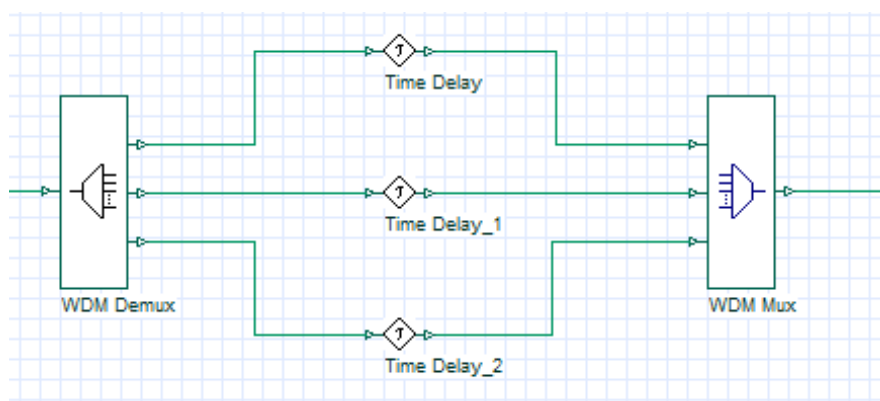 Time Delay
Time Delay_1
WDM Demux
WDM Mux
Time Delay_2